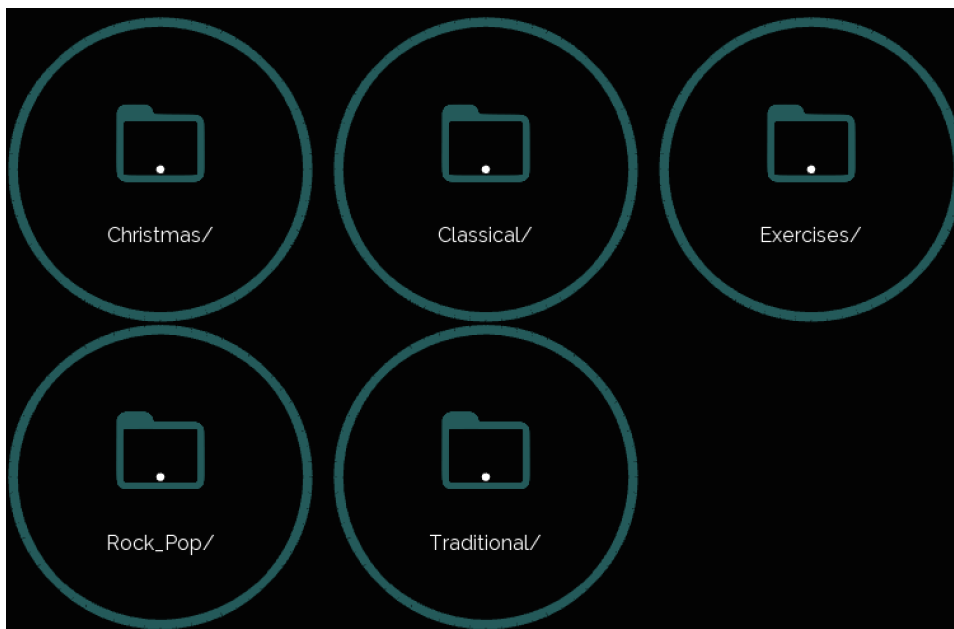 Christmas/
Classical/
Exercises/
Rock_Pop/
Traditional/